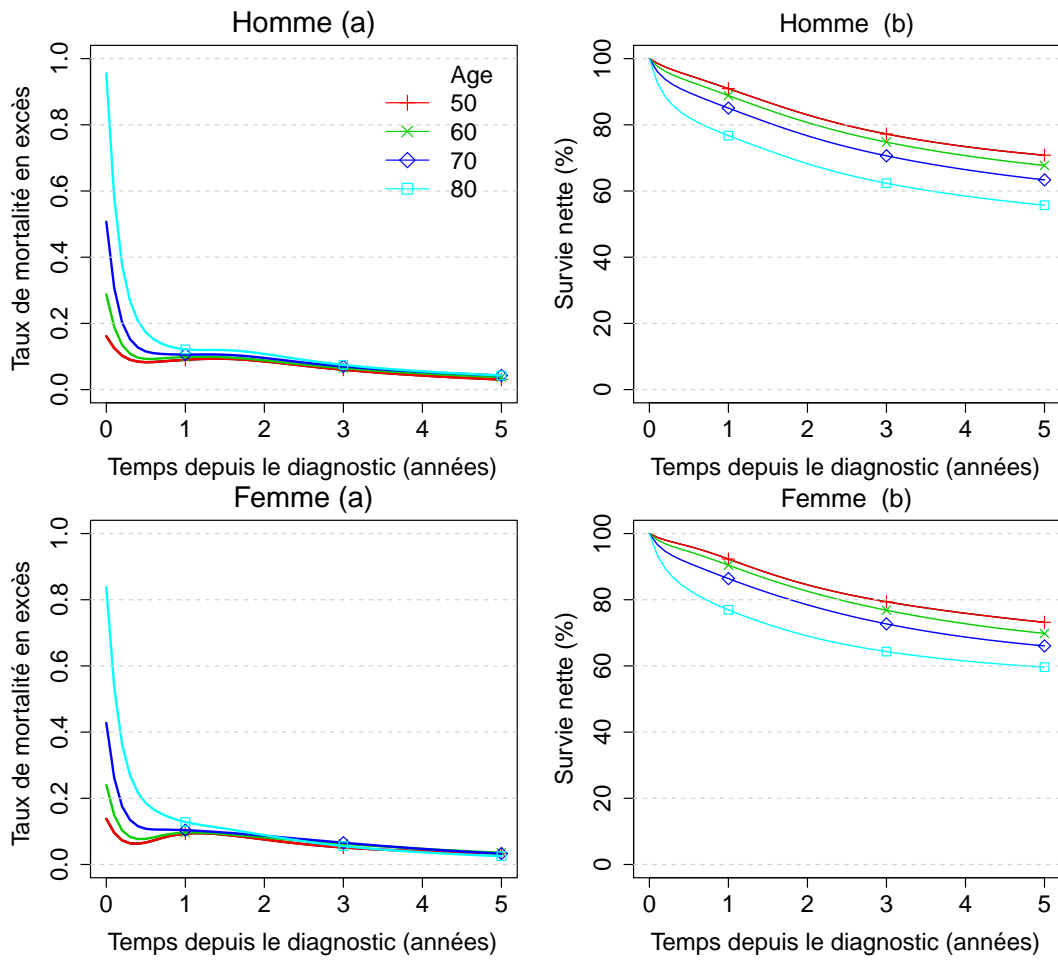 Homme (a)
Taux de mortalité en excès
0.0 0.2 0.4 0.6 0.8 1.0
Age
50
60
70
80
0 1 2 3 4 5
Temps depuis le diagnostic (années)
Homme (b)
Survie nette (%)
0 20 40 60 80 100
0 1 2 3 4 5
Temps depuis le diagnostic (années)
Femme (a)
Taux de mortalité en excès
0.0 0.2 0.4 0.6 0.8 1.0
0 1 2 3 4 5
Temps depuis le diagnostic (années)
Femme (b)
Survie nette (%)
0 20 40 60 80 100
0 1 2 3 4 5
Temps depuis le diagnostic (années)